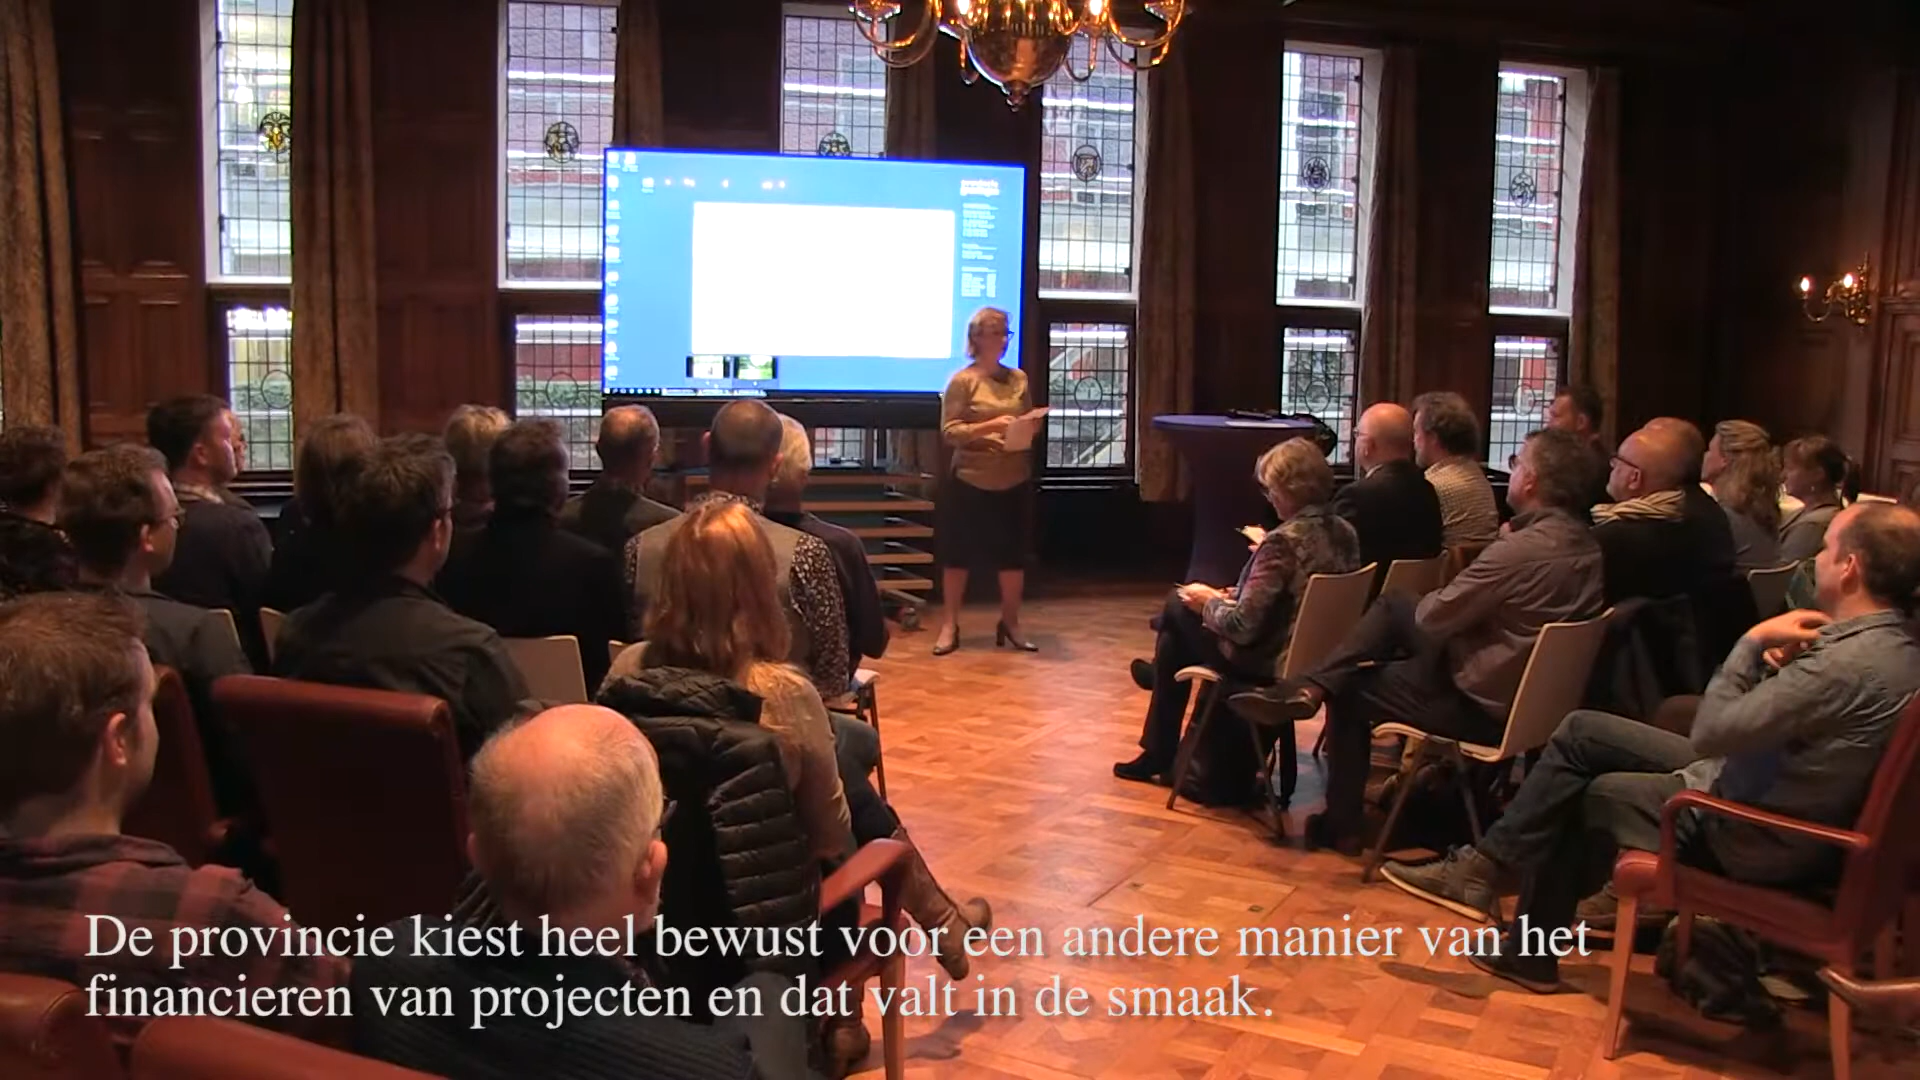 De provincie kiest heel bewust voor een andere manier van het
financieren van projecten en dat valt in de smaak.